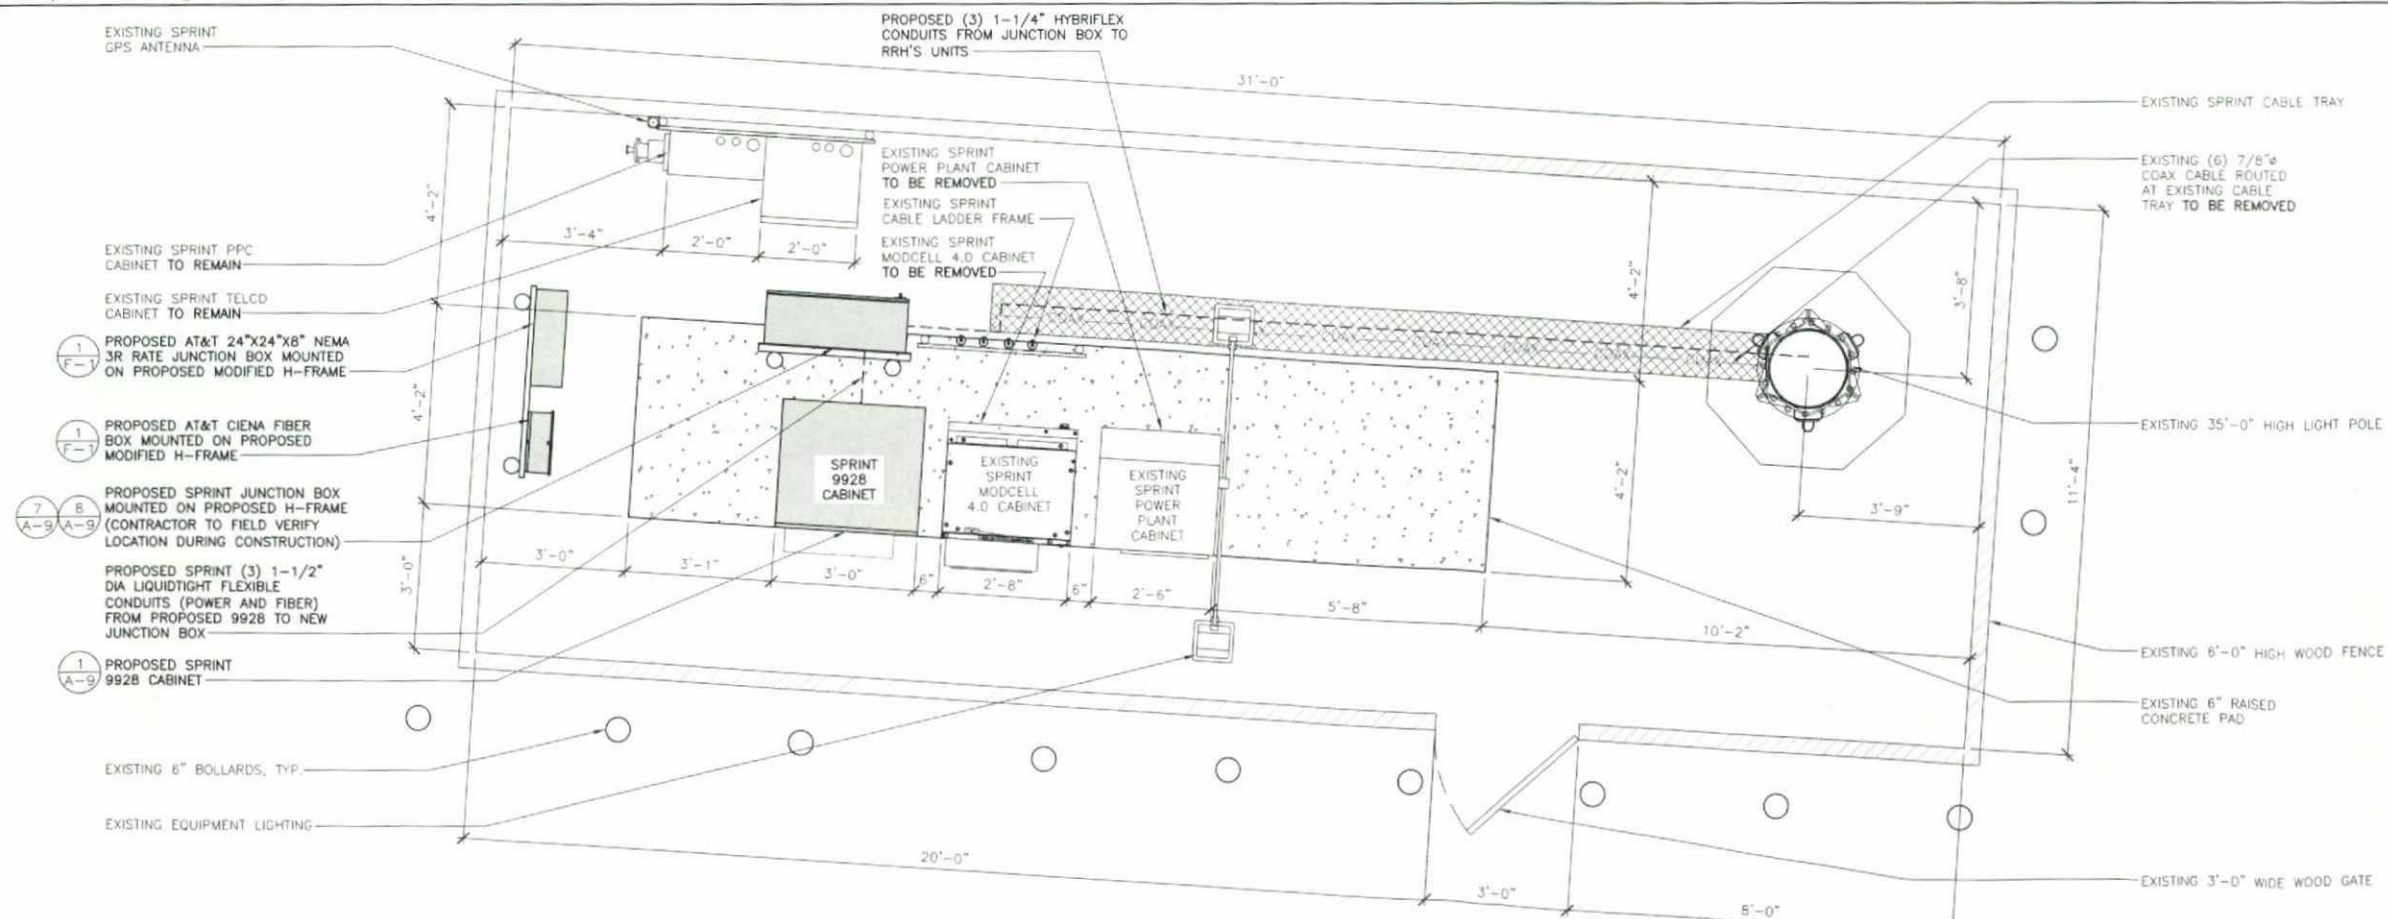 EXISTING SPRINT
GPS ANTENNA
PROPOSED (3) 1-1/4" HYBRIFLEX
CONDUITS FROM JUNCTION BOX TO
RRH'S UNITS
31'-0"
EXISTING SPRINT CABLE TRAY
EXISTING (6) 7/8"ø
COAX CABLE ROUTED
AT EXISTING CABLE
TRAY TO BE REMOVED
EXISTING SPRINT
POWER PLANT CABINET
TO BE REMOVED
EXISTING SPRINT
CABLE LADDER FRAME
EXISTING SPRINT
MODCELL 4.0 CABINET
TO BE REMOVED
4'-2"
3'-4"
2'-0"
2'-0"
4'-2"
3'-8"
EXISTING SPRINT PPC
CABINET TO REMAIN
EXISTING SPRINT TELCO
CABINET TO REMAIN
1
F-1
PROPOSED AT&T 24"X24"X8" NEMA
3R RATE JUNCTION BOX MOUNTED
ON PROPOSED MODIFIED H-FRAME
COAX
COAX
COAX
COAX
COAX
COAX
4'-2"
1
F-1
PROPOSED AT&T CIENA FIBER
BOX MOUNTED ON PROPOSED
MODIFIED H-FRAME
EXISTING 35'-0" HIGH LIGHT POLE
SPRINT
9928
CABINET
EXISTING
SPRINT
MODCELL
4.0 CABINET
EXISTING
SPRINT
POWER
PLANT
CABINET
4'-2"
11'-4"
3'-9"
7
A-9
8
A-9
PROPOSED SPRINT JUNCTION BOX
MOUNTED ON PROPOSED H-FRAME
(CONTRACTOR TO FIELD VERIFY
LOCATION DURING CONSTRUCTION)
PROPOSED SPRINT (3) 1-1/2"
DIA LIQUIDTIGHT FLEXIBLE
CONDUITS (POWER AND FIBER)
FROM PROPOSED 9928 TO NEW
JUNCTION BOX
3'-0"
3'-0"
3'-1"
3'-0"
6"
2'-8"
6"
2'-6"
5'-8"
10'-2"
1
A-9
PROPOSED SPRINT
9928 CABINET
EXISTING 6'-0" HIGH WOOD FENCE
EXISTING 6" RAISED
CONCRETE PAD
EXISTING 6" BOLLARDS, TYP.
EXISTING EQUIPMENT LIGHTING
20'-0"
3'-0"
8'-0"
EXISTING 3'-0" WIDE WOOD GATE